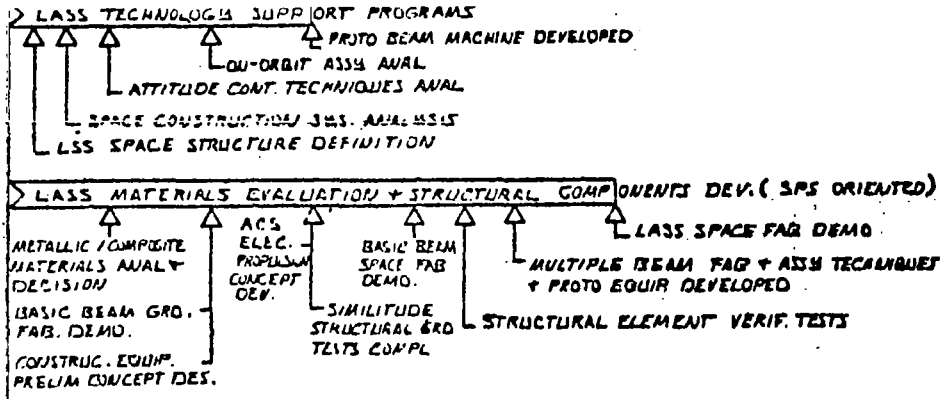 LASS TECHNOLOGY SUPPORT PROGRAMS
PROTO BEAM MACHINE DEVELOPED
ON-ORBIT ASSY ANAL
ATTITUDE CONT. TECHNIQUES ANAL
SPACE CONSTRUCTION SYS. ANALYSIS
LSS SPACE STRUCTURE DEFINITION
LASS MATERIALS EVALUATION + STRUCTURAL COMPONENTS DEV. (SPS ORIENTED)
LASS SPACE FAB DEMO
METALLIC / COMPOSITE
MATERIALS ANAL +
DECISION
BASIC BEAM GRD.
FAB. DEMO.
CONSTRUC. EQUIP.
PRELIM CONCEPT DES.
ACS
ELEC.
PROPULSION
CONCEPT
DEV.
SIMILITUDE
STRUCTURAL GRD
TESTS COMPL
BASIC BEAM
SPACE FAB
DEMO.
MULTIPLE BEAM FAB + ASSY TECHNIQUES
+ PROTO EQUIP DEVELOPED
STRUCTURAL ELEMENT VERIF. TESTS